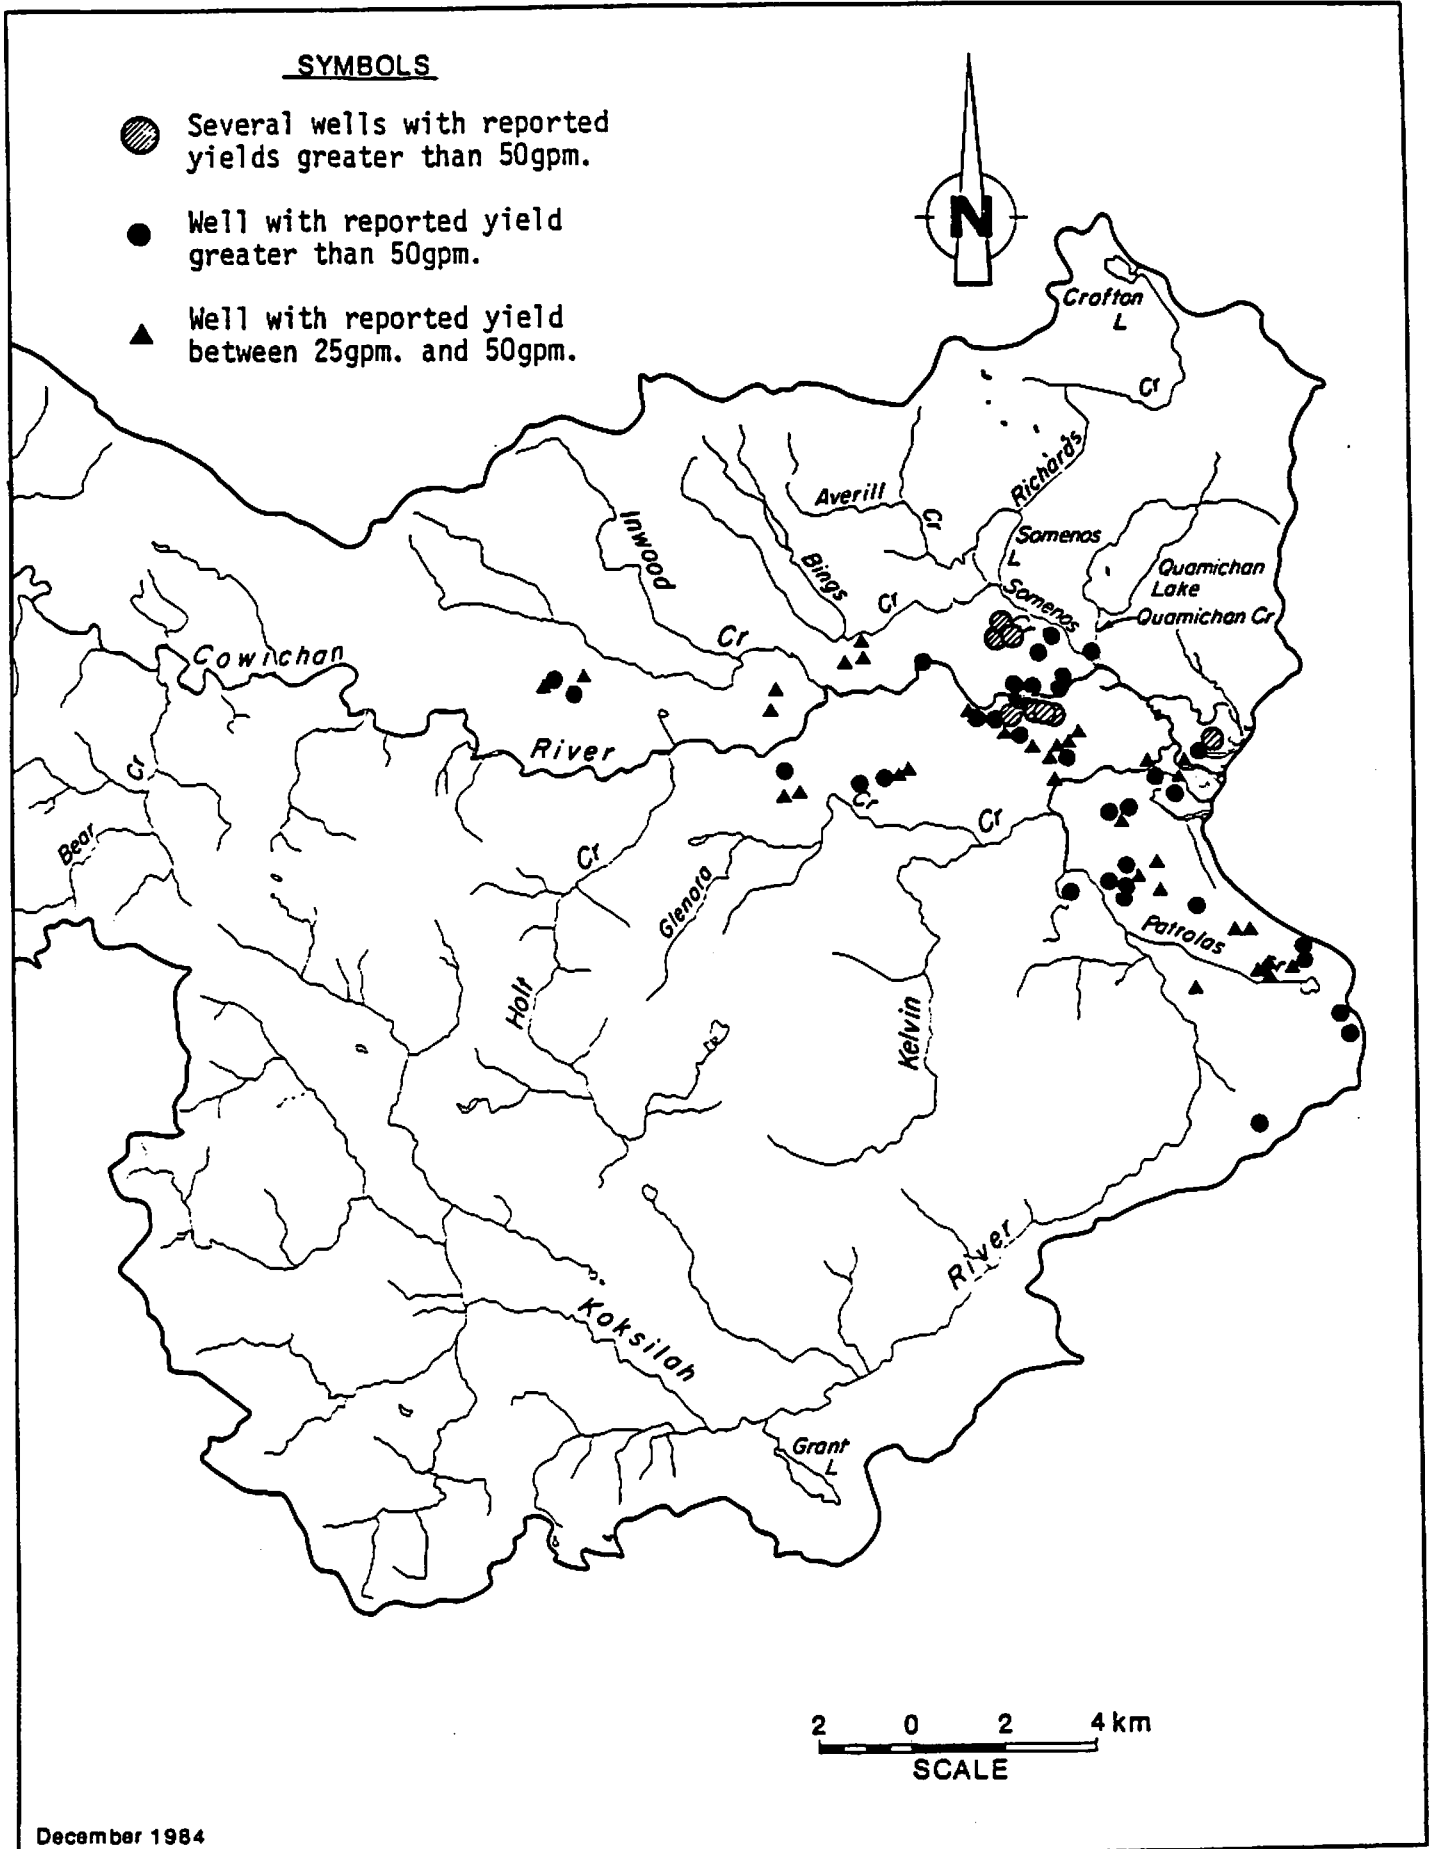 SYMBOLS
Several wells with reported
yields greater than 50gpm.
Well with reported yield
greater than 50gpm.
Well with reported yield
between 25gpm. and 50gpm.
N
Crofton
L
Cr
Richards
Averill
Cr
Somenos
L
Inwood
Bings
Quamichan
Lake
Cr
Somenos
Cr
Quamichan Cr
Cr
Cowichan
River
Cr
Bear
Cr
Cr
Cr
Glenora
Patrolas
Cr
Holt
Kelvin
River
Koksilah
Grant
L
2 0 2 4 km
SCALE
December 1984